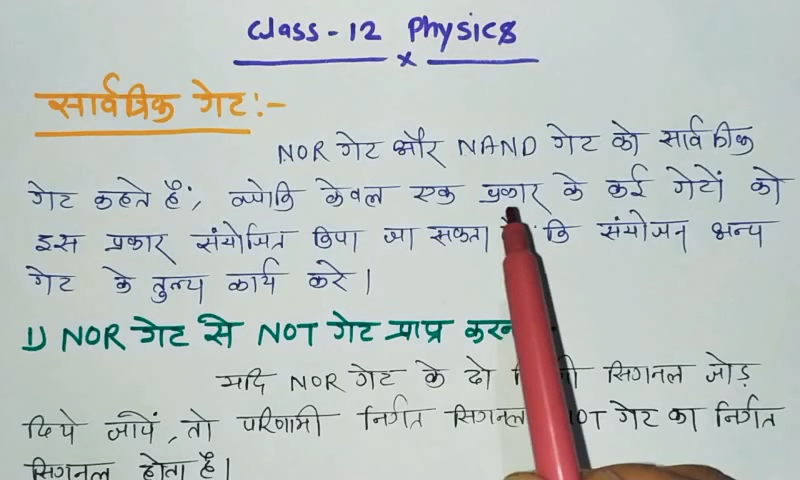 Class - 12 Physics
सार्वत्रिक गेट :-
NOR गेट और NAND गेट को सार्वत्रिक
गेट कहते हैं, क्योंकि केवल एक प्रकार के कई गेटों को
इस प्रकार संयोजित किया जा सकता कि संयोजन अन्य
गेट के तुल्य कार्य करे।
1) NOR गेट से NOT गेट प्राप्त करन
यदि NOR गेट के दो सिगनल जोड़
दिये जायें, तो परिणामी निर्गत सिगनल NOT गेट का निर्गत
सिगनल होता है।